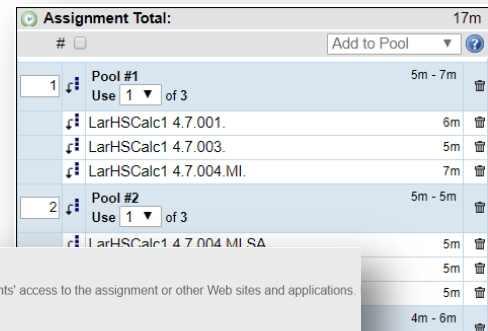 Assignment Total: 17m
# Add to Pool ▼ ?
1 Pool #1 5m - 7m
Use 1 ▼ of 3
LarHSCalc1 4.7.001. 6m
LarHSCalc1 4.7.003. 5m
LarHSCalc1 4.7.004.MI. 7m
2 Pool #2 5m - 5m
Use 1 ▼ of 3
LarHSCalc1 4.7.004.MI.SA. 5m
5m
nts' access to the assignment or other Web sites and applications. 5m
4m - 6m